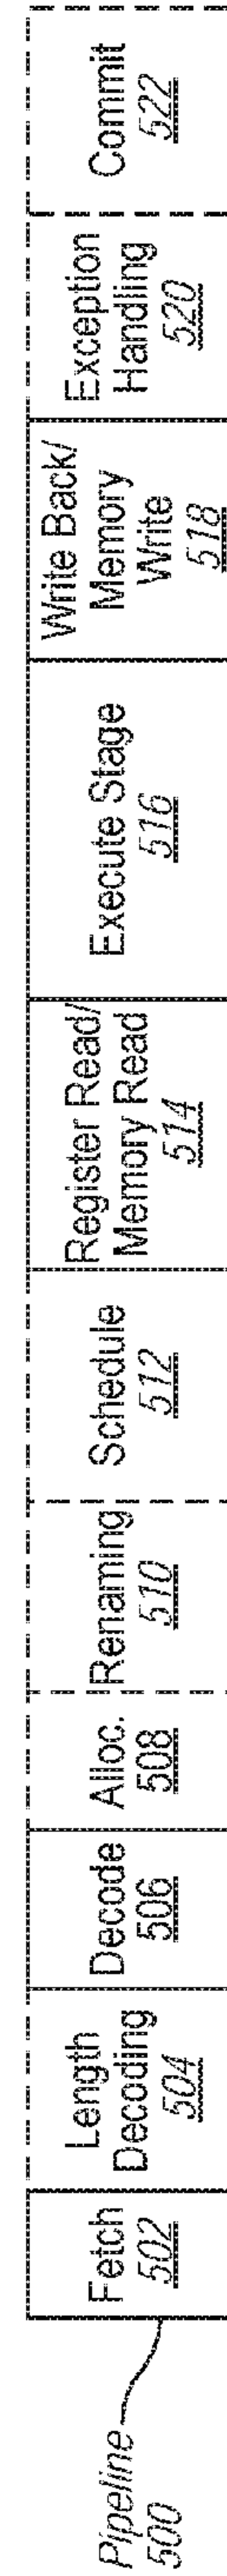 Pipeline
500
Fetch
502
Length
Decoding
504
Decode
506
Alloc.
508
Renaming
510
Schedule
512
Register Read/
Memory Read
514
Execute Stage
516
Write Back/
Memory
Write
518
Exception
Handling
520
Commit
522